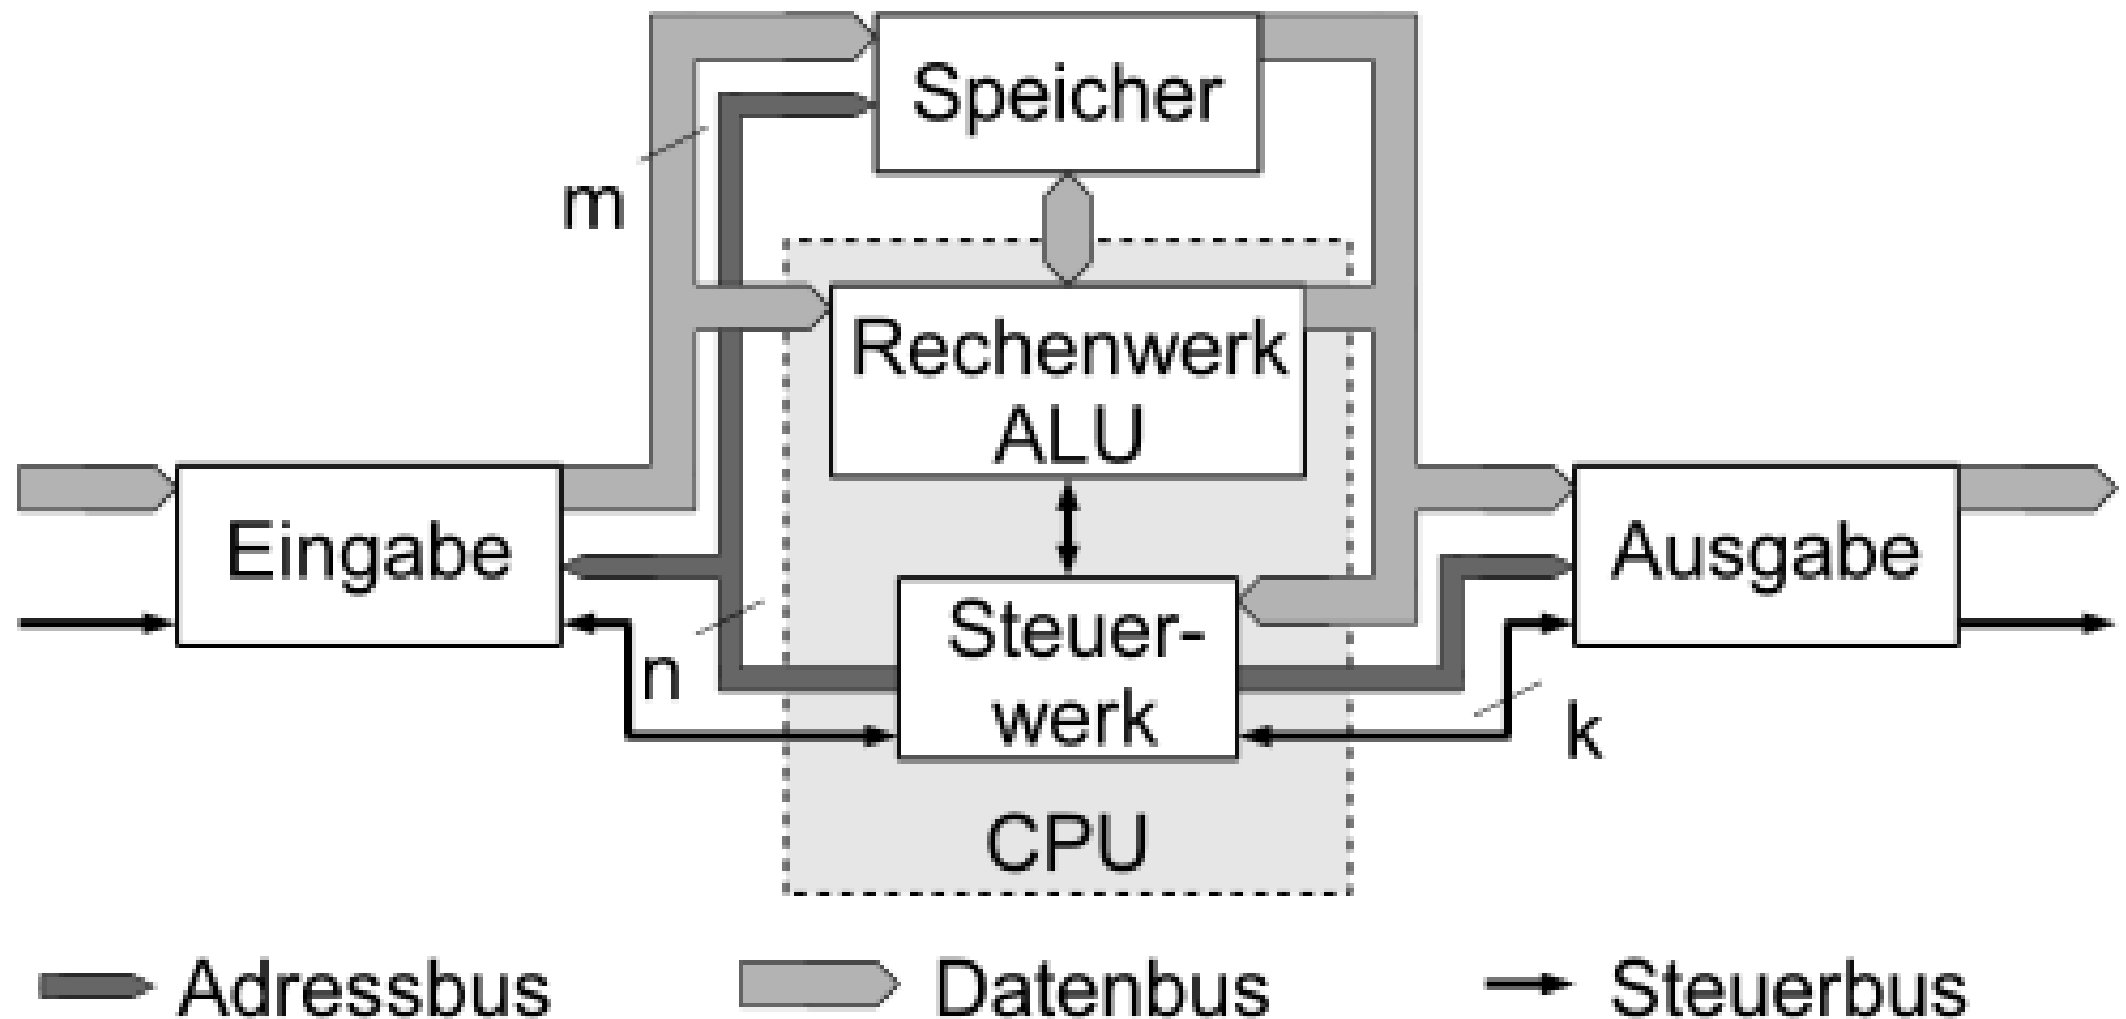 Speicher
m
Rechenwerk
ALU
Eingabe
Ausgabe
Steuer-
werk
n
k
CPU
Adressbus
Datenbus
Steuerbus